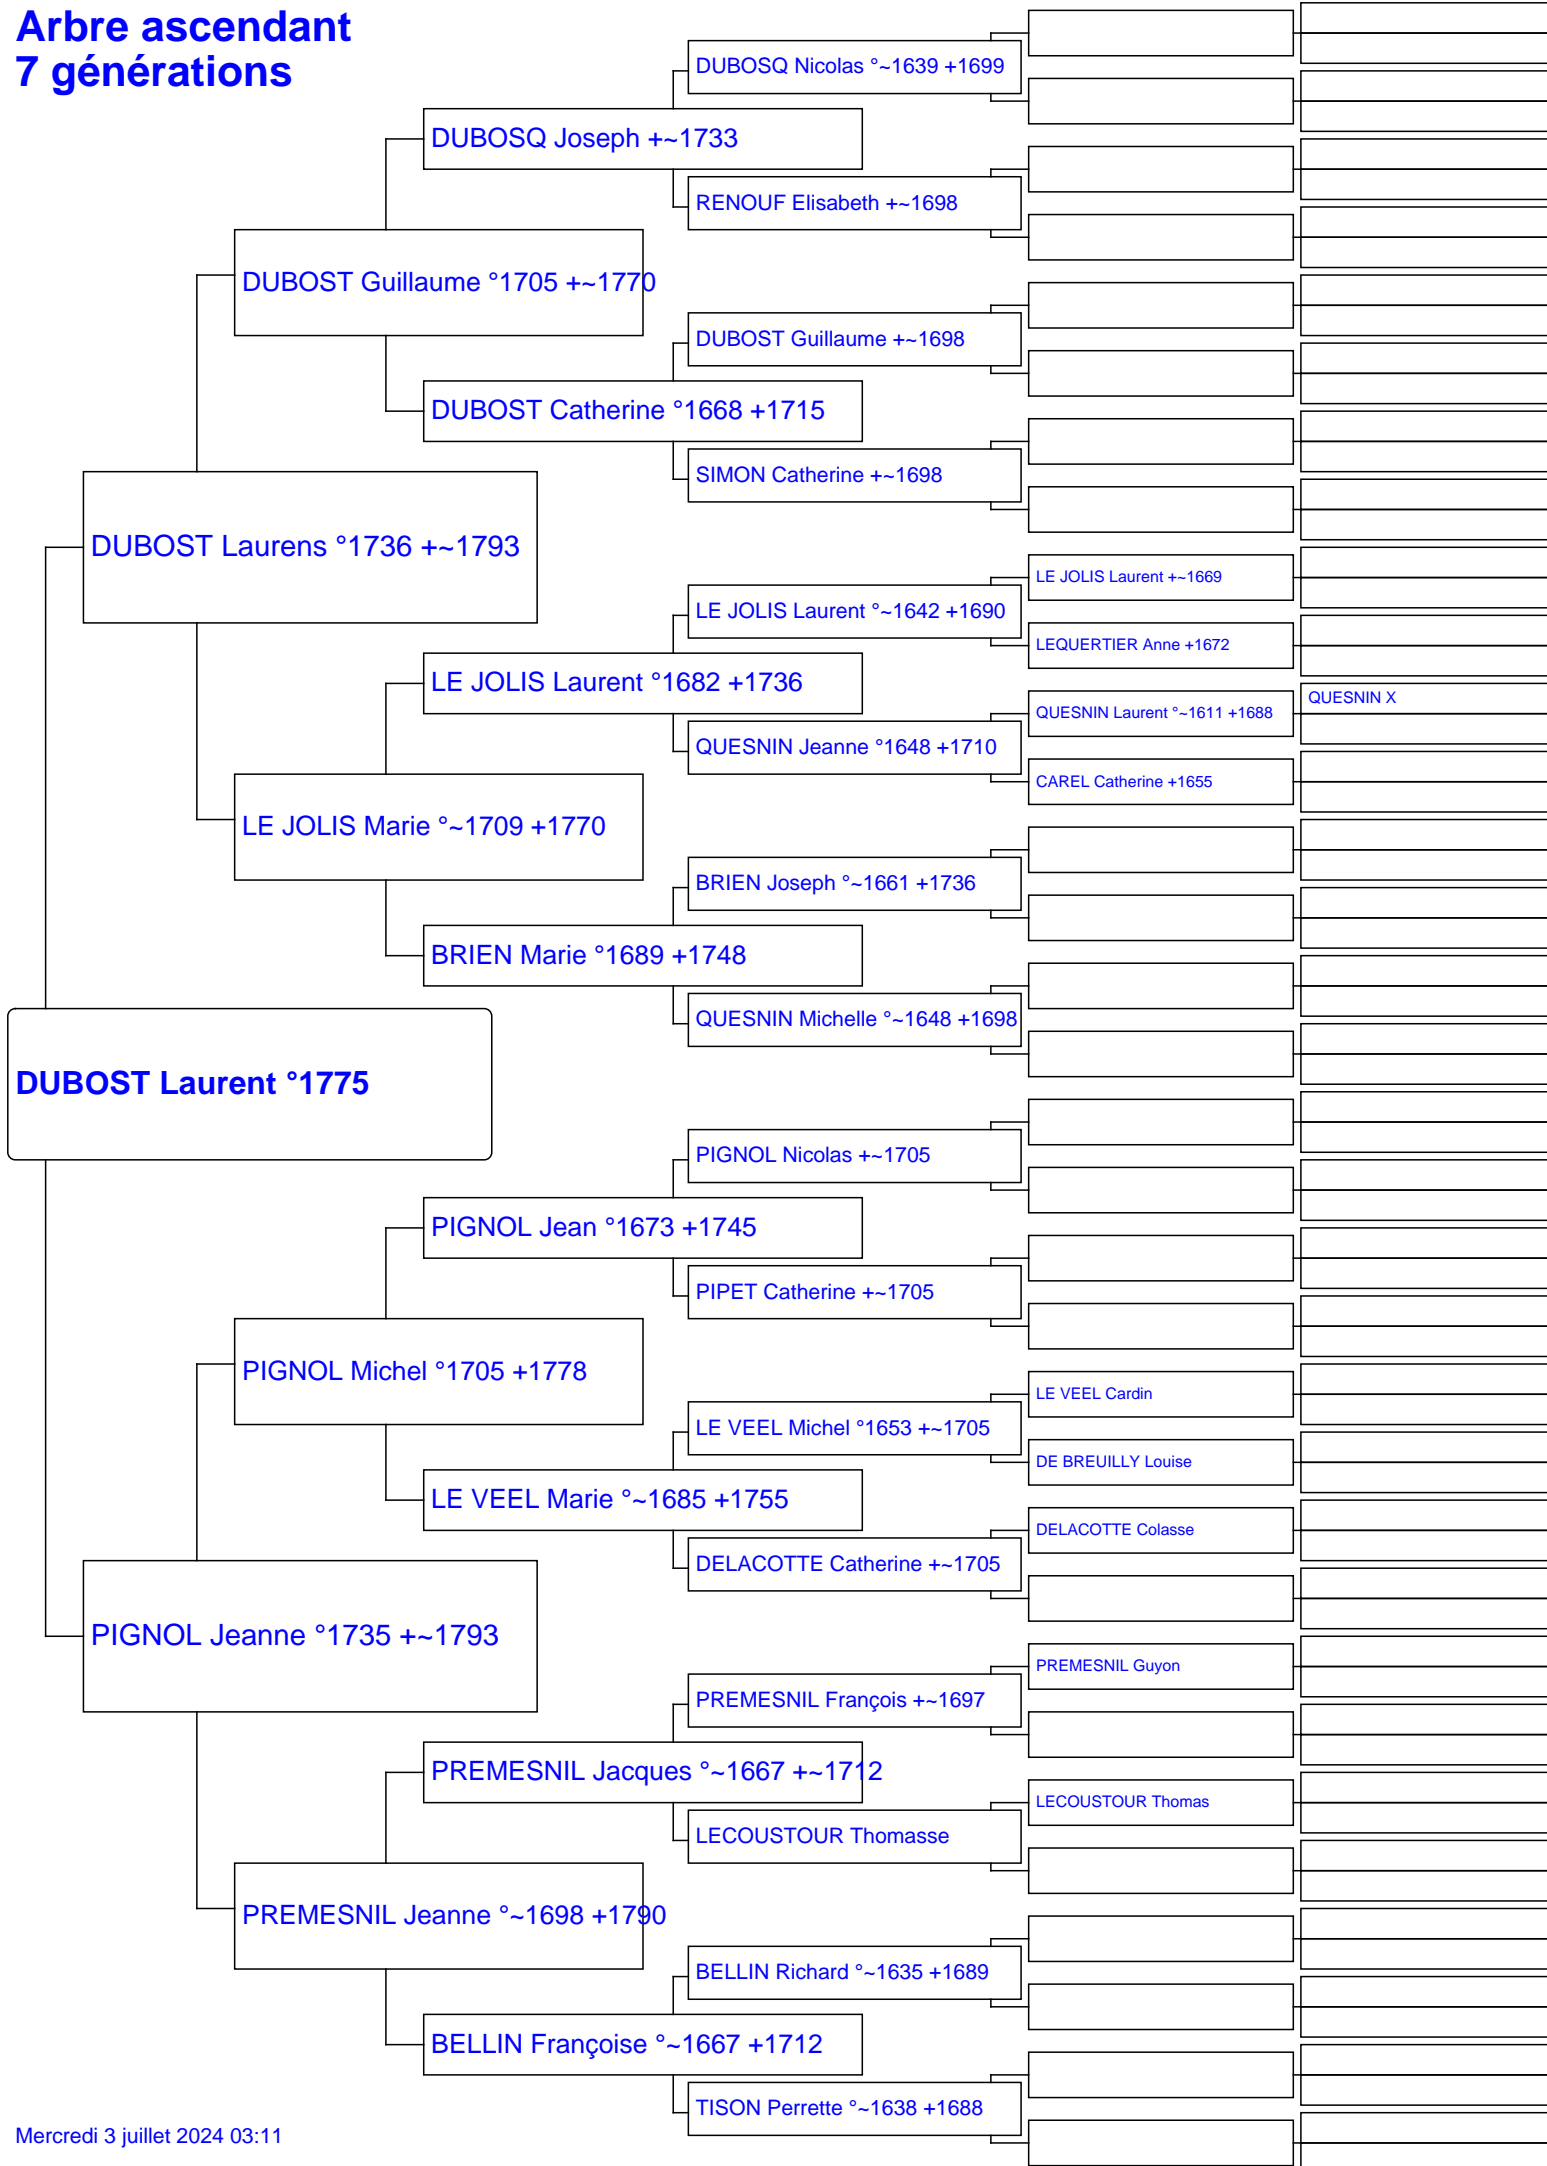 Arbre ascendant
7 générations
DUBOSQ Nicolas °~1639 +1699
DUBOSQ Joseph +~1733
RENOUF Elisabeth +~1698
DUBOST Guillaume °1705 +~1770
DUBOST Guillaume +~1698
DUBOST Catherine °1668 +1715
SIMON Catherine +~1698
DUBOST Laurens °1736 +~1793
LE JOLIS Laurent +~1669
LE JOLIS Laurent °~1642 +1690
LEQUERTIER Anne +1672
LE JOLIS Laurent °1682 +1736
QUESNIN X
QUESNIN Laurent °~1611 +1688
QUESNIN Jeanne °1648 +1710
CAREL Catherine +1655
LE JOLIS Marie °~1709 +1770
BRIEN Joseph °~1661 +1736
BRIEN Marie °1689 +1748
QUESNIN Michelle °~1648 +1698
DUBOST Laurent °1775
PIGNOL Nicolas +~1705
PIGNOL Jean °1673 +1745
PIPET Catherine +~1705
PIGNOL Michel °1705 +1778
LE VEEL Cardin
LE VEEL Michel °1653 +~1705
DE BREUILLY Louise
LE VEEL Marie °~1685 +1755
DELACOTTE Colasse
DELACOTTE Catherine +~1705
PIGNOL Jeanne °1735 +~1793
PREMESNIL Guyon
PREMESNIL François +~1697
PREMESNIL Jacques °~1667 +~1712
LECOUSTOUR Thomas
LECOUSTOUR Thomasse
PREMESNIL Jeanne °~1698 +1790
BELLIN Richard °~1635 +1689
BELLIN Françoise °~1667 +1712
TISON Perrette °~1638 +1688
Mercredi 3 juillet 2024 03:11